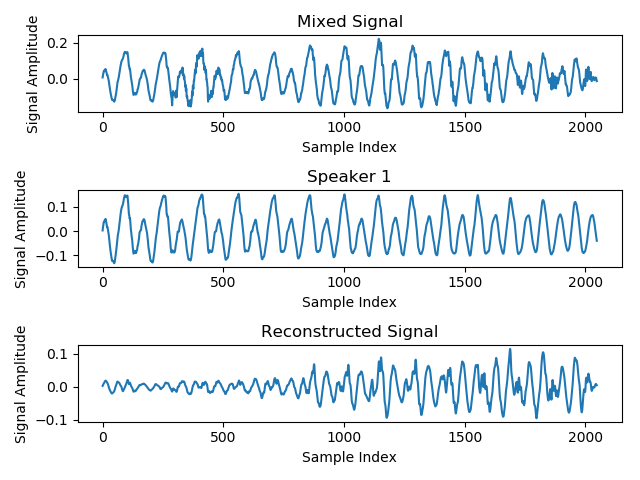 Mixed Signal
Signal Amplitude
0.2
0.0
0 500 1000 1500 2000
Sample Index
Speaker 1
Signal Amplitude
0.1
0.0
−0.1
0 500 1000 1500 2000
Sample Index
Reconstructed Signal
Signal Amplitude
0.1
0.0
−0.1
0 500 1000 1500 2000
Sample Index